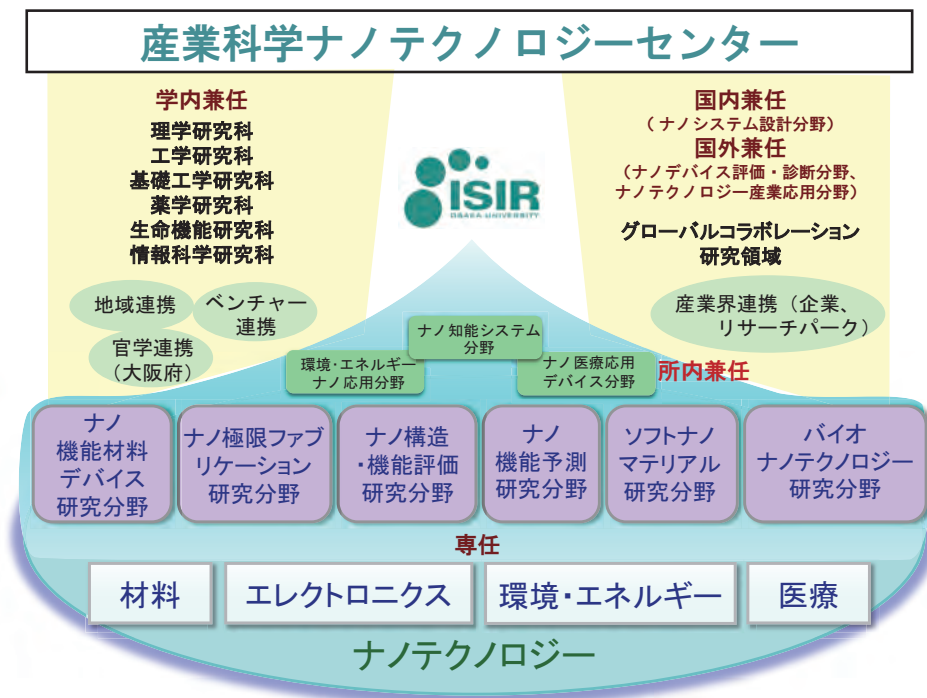 産業科学ナノテクノロジーセンター
学内兼任
理学研究科
工学研究科
基礎工学研究科
薬学研究科
生命機能研究科
情報科学研究科
地域連携
ベンチャー
連携
官学連携
(大阪府)
ISIR
OSAKA UNIVERSITY
国内兼任
(ナノシステム設計分野)
国外兼任
(ナノデバイス評価・診断分野、
ナノテクノロジー産業応用分野)
グローバルコラボレーション
研究領域
産業界連携(企業、
リサーチパーク)
ナノ知能システム
分野
環境・エネルギー
ナノ応用分野
ナノ医療応用
デバイス分野
所内兼任
ナノ
機能材料
デバイス
研究分野
ナノ極限ファブ
リケーション
研究分野
ナノ構造
・機能評価
研究分野
ナノ
機能予測
研究分野
ソフトナノ
マテリアル
研究分野
バイオ
ナノテクノロジー
研究分野
専任
材料
エレクトロニクス
環境・エネルギー
医療
ナノテクノロジー